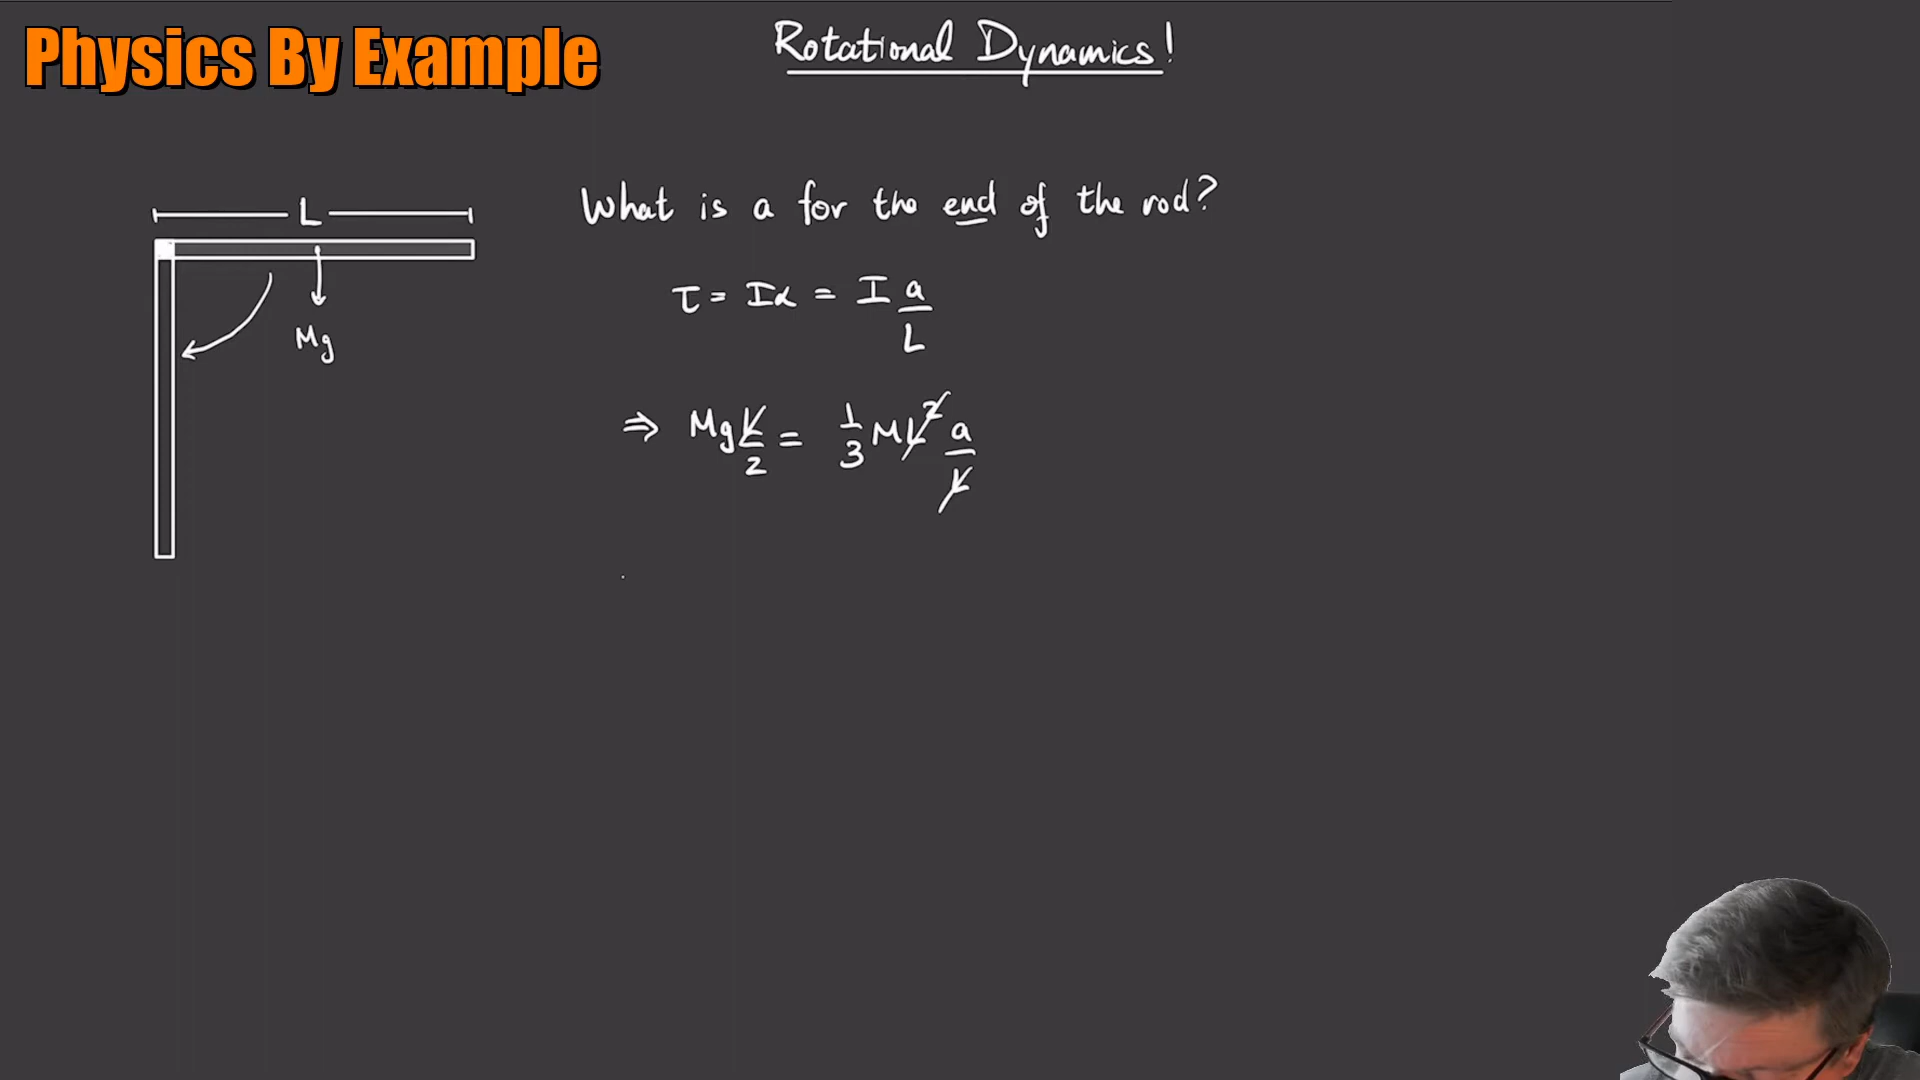 Physics By Example
Rotational Dynamics!
L
Mg
What is a for the end of the rod?
τ = Iα = I a/L
⇒ Mg L/2 = 1/3 ML² a/L